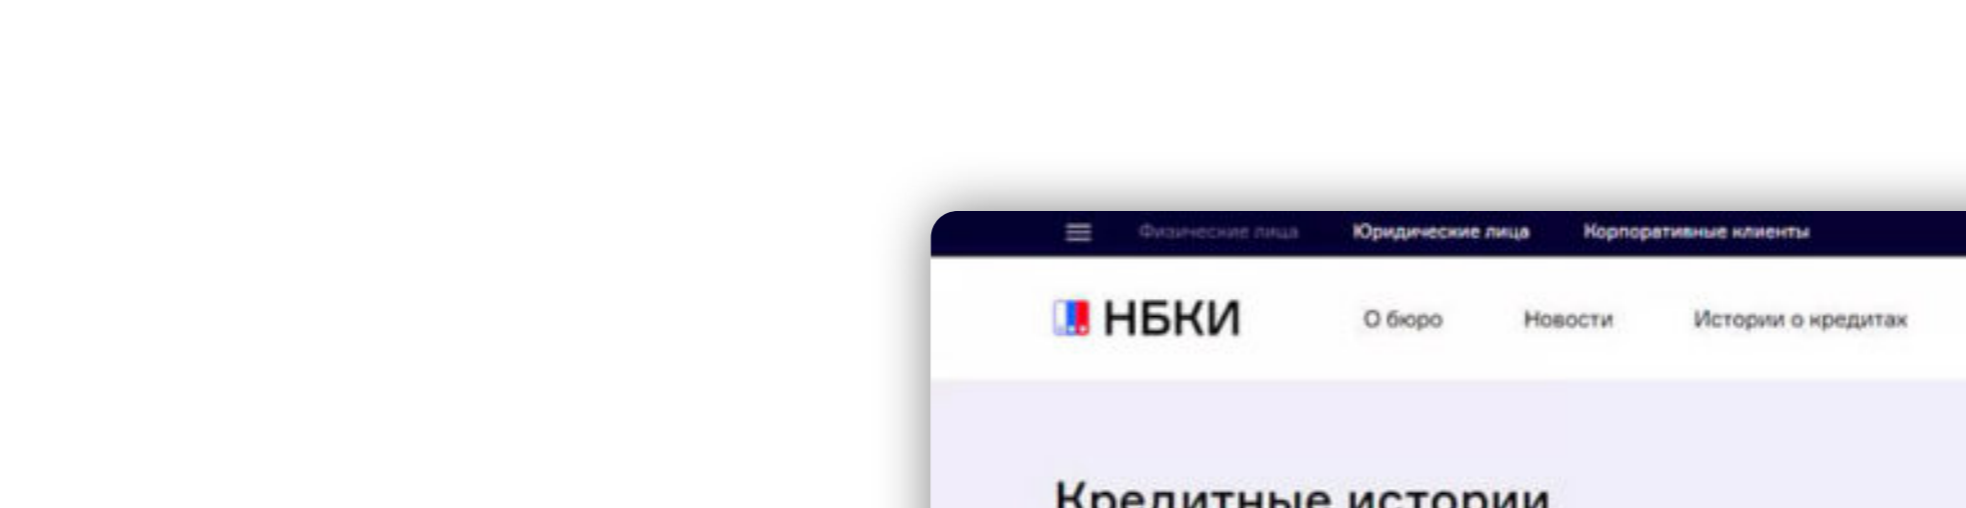 Физические лица Юридические лица Корпоративные клиенты
НБКИ О бюро Новости Истории о кредитах
Кредитные истории